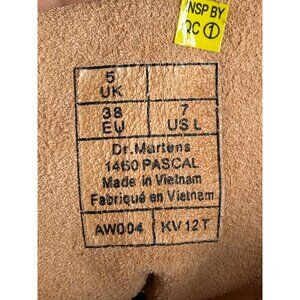 INSP BY
QC ①
5
UK
38 7
EU US L
Dr.Martens
1460 PASCAL
Made in Vietnam
Fabriqué en Vietnam
AW004 KV12T